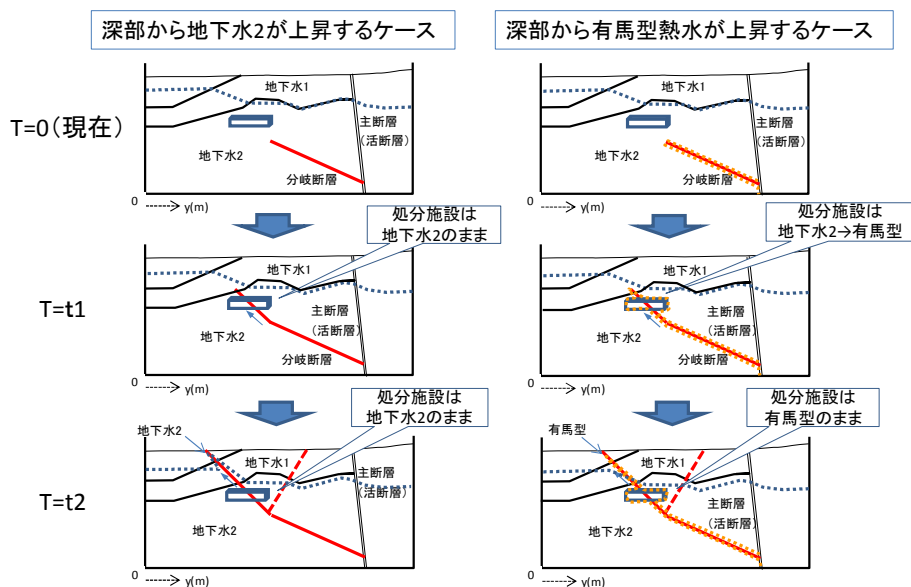 深部から地下水2が上昇するケース
深部から有馬型熱水が上昇するケース
T=0(現在)
地下水1
主断層
(活断層)
地下水2
分岐断層
0
y(m)
地下水1
主断層
(活断層)
地下水2
分岐断層
0
y(m)
処分施設は
地下水2のまま
処分施設は
地下水2→有馬型
T=t1
地下水1
主断層
(活断層)
地下水2
分岐断層
0
y(m)
地下水1
主断層
(活断層)
地下水2
分岐断層
0
y(m)
処分施設は
地下水2のまま
処分施設は
有馬型のまま
T=t2
地下水2
地下水1
主断層
(活断層)
地下水2
0
y(m)
有馬型
地下水1
主断層
(活断層)
地下水2
0
y(m)